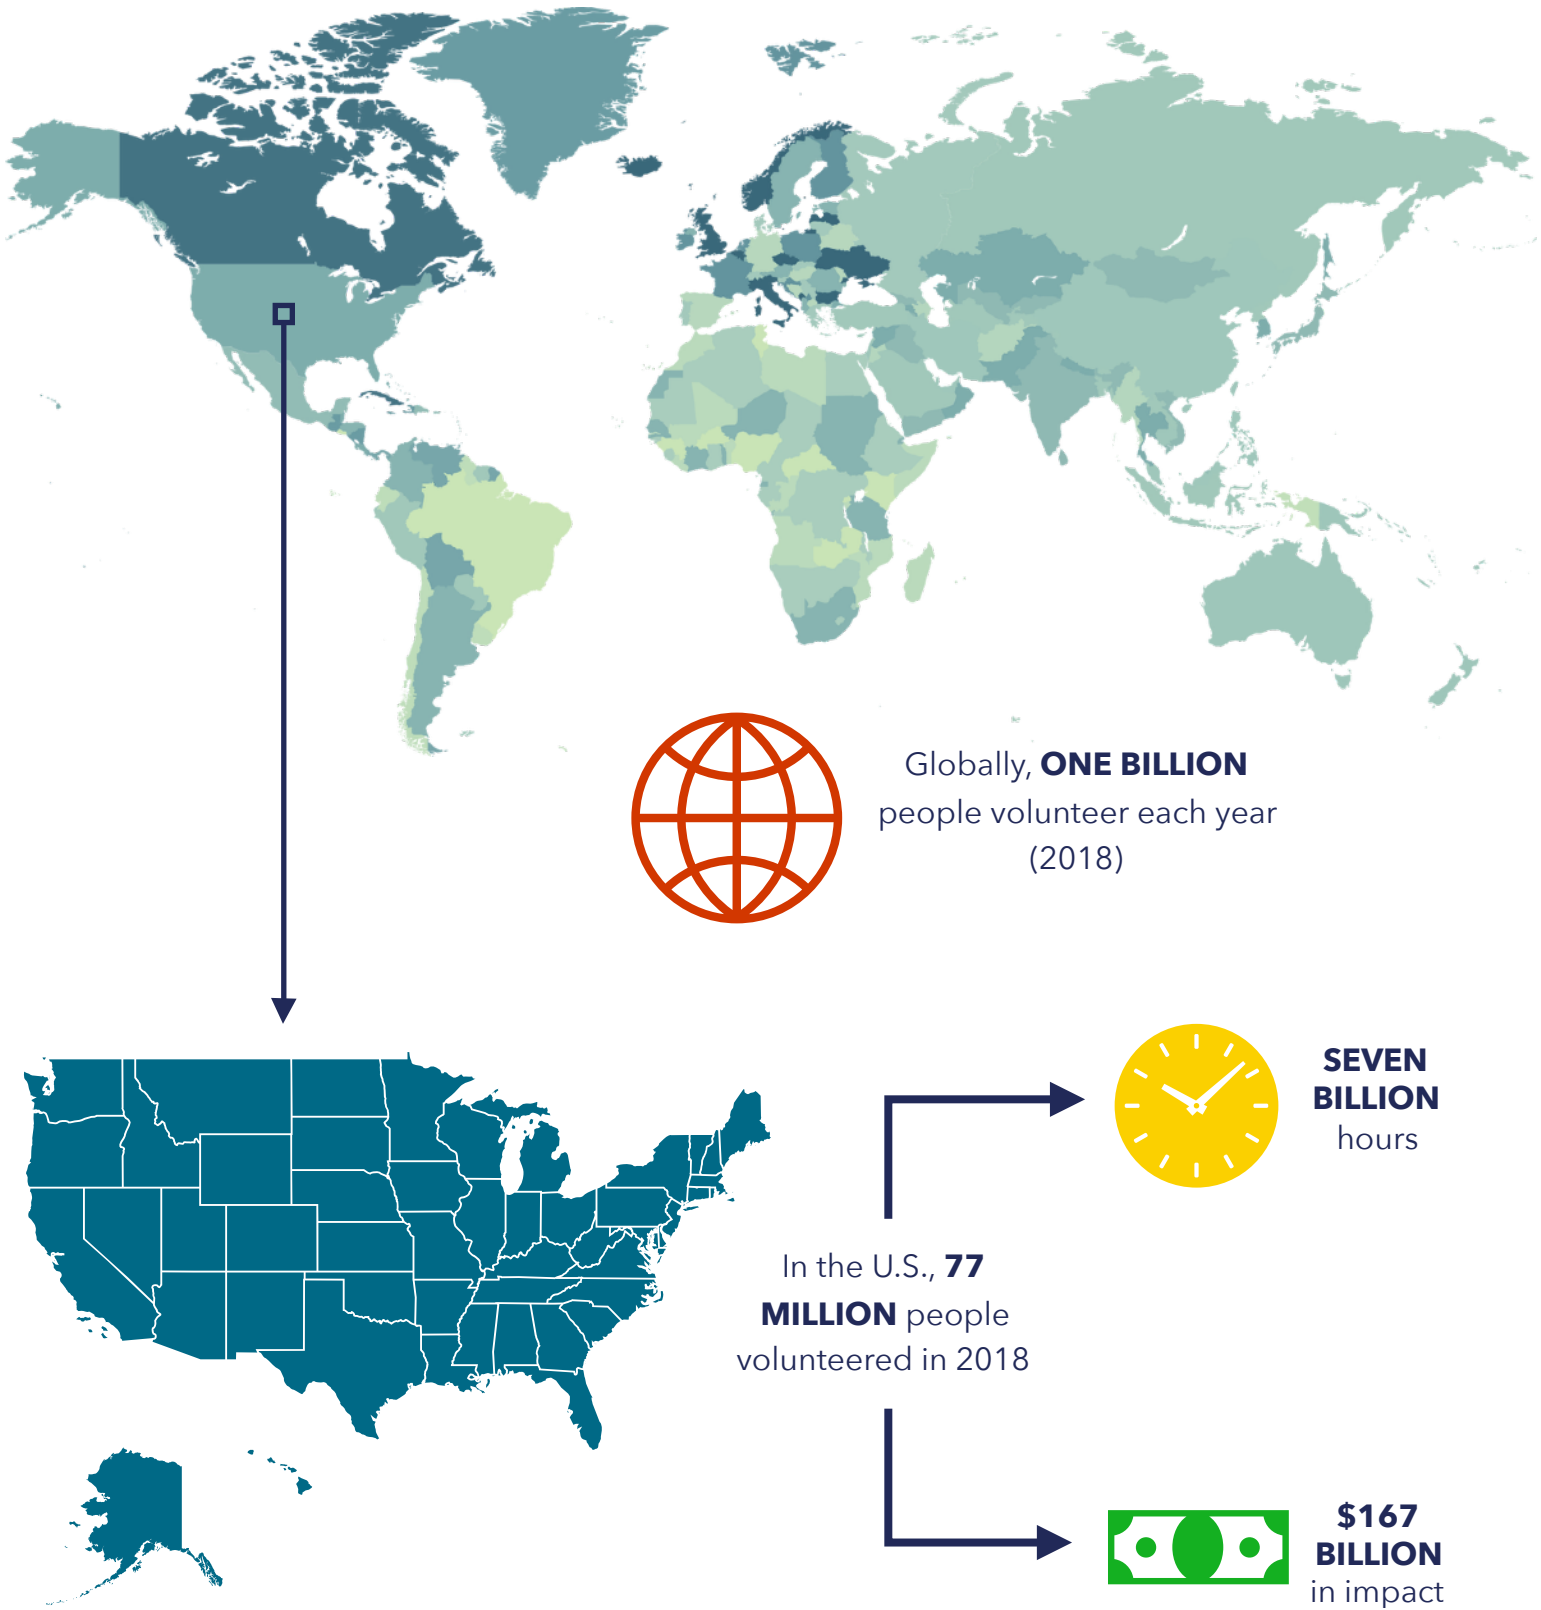 Globally, ONE BILLION
people volunteer each year
(2018)
SEVEN
BILLION
hours
In the U.S., 77
MILLION people
volunteered in 2018
$167
BILLION
in impact